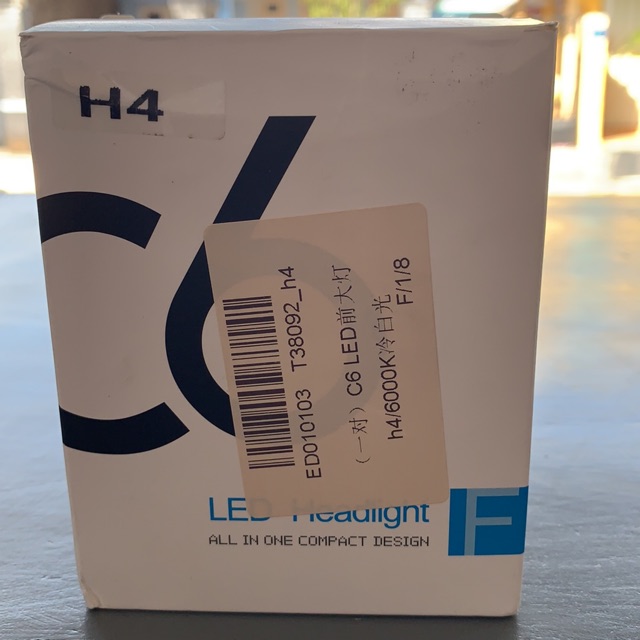 H4
C6
T38092_h4
ED010103
(一对) C6 LED前大灯
h4/6000K冷白光
F/1/8
LED Headlight
ALL IN ONE COMPACT DESIGN
F